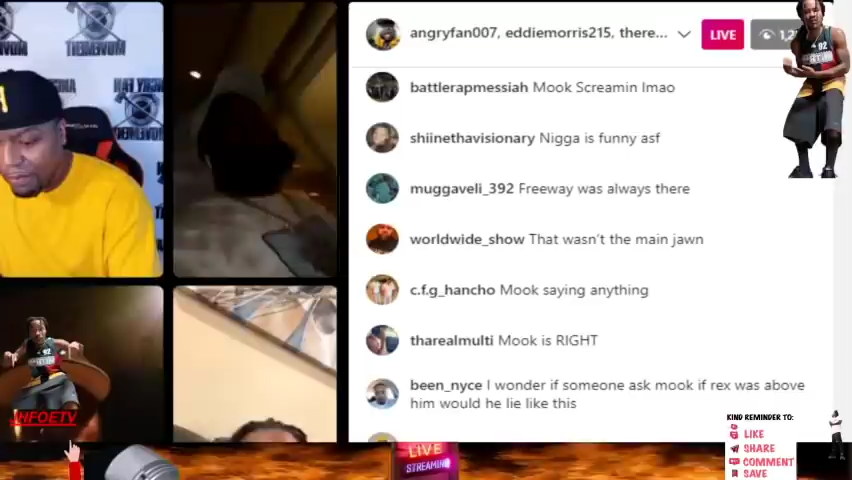 angryfan007, eddiemorris215, there...
LIVE
battlerapmessiah Mook Screamin lmao
shiinethavisionary Nigga is funny asf
muggaveli_392 Freeway was always there
worldwide_show That wasn't the main jawn
c.f.g_hancho Mook saying anything
tharealmulti Mook is RIGHT
been_nyce I wonder if someone ask mook if rex was above
him would he lie like this
JHFOETV
LIVE
STREAMING
KIND REMINDER TO:
LIKE
SHARE
COMMENT
SAVE